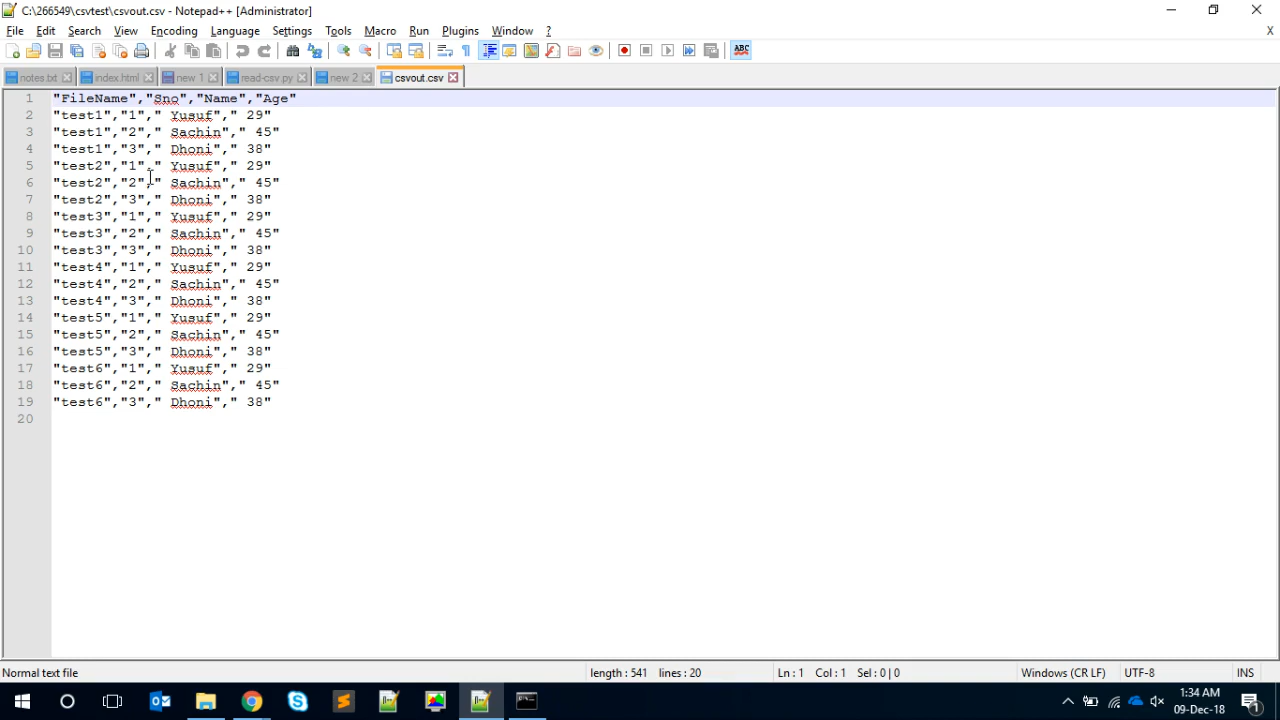 C:\266549\csvtest\csvout.csv - Notepad++ [Administrator]
File Edit Search View Encoding Language Settings Tools Macro Run Plugins Window ? X
notes.txt index.html new 1 read-csv.py new 2 csvout.csv
1 "FileName","Sno","Name","Age"
2 "test1","1"," Yusuf"," 29"
3 "test1","2"," Sachin"," 45"
4 "test1","3"," Dhoni"," 38"
5 "test2","1"," Yusuf"," 29"
6 "test2","2"," Sachin"," 45"
7 "test2","3"," Dhoni"," 38"
8 "test3","1"," Yusuf"," 29"
9 "test3","2"," Sachin"," 45"
10 "test3","3"," Dhoni"," 38"
11 "test4","1"," Yusuf"," 29"
12 "test4","2"," Sachin"," 45"
13 "test4","3"," Dhoni"," 38"
14 "test5","1"," Yusuf"," 29"
15 "test5","2"," Sachin"," 45"
16 "test5","3"," Dhoni"," 38"
17 "test6","1"," Yusuf"," 29"
18 "test6","2"," Sachin"," 45"
19 "test6","3"," Dhoni"," 38"
20
Normal text file length : 541 lines : 20 Ln : 1 Col : 1 Sel : 0 | 0 Windows (CR LF) UTF-8 INS
1:34 AM
09-Dec-18